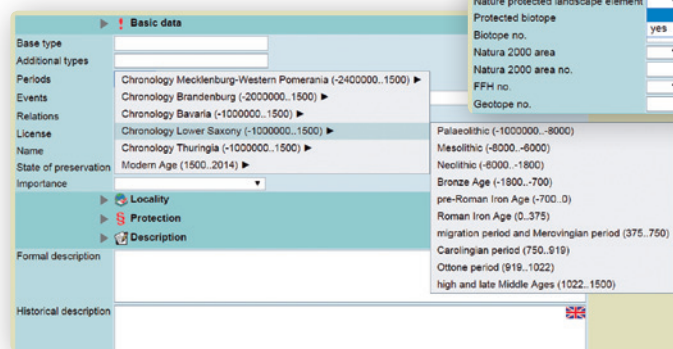 Basic data
Base type
Additional types
Periods
Events
Relations
License
Name
State of preservation
Importance
Chronology Mecklenburg-Western Pomerania (-2400000..1500)
Chronology Brandenburg (-2000000..1500)
Chronology Bavaria (-1000000..1500)
Chronology Lower Saxony (-1000000..1500)
Chronology Thuringia (-1000000..1500)
Modern Age (1500..2014)
Palaeolithic (-1000000..-8000)
Mesolithic (-8000..-6000)
Neolithic (-6000..-1800)
Bronze Age (-1800..-700)
pre-Roman Iron Age (-700..0)
Roman Iron Age (0..375)
migration period and Merovingian period (375..750)
Carolingian period (750..919)
Ottone period (919..1022)
high and late Middle Ages (1022..1500)
Locality
§ Protection
Description
Formal description
Historical description
Nature protected landscape element
Protected biotope
yes
Biotope no.
Natura 2000 area
Natura 2000 area no.
FFH no.
Geotope no.